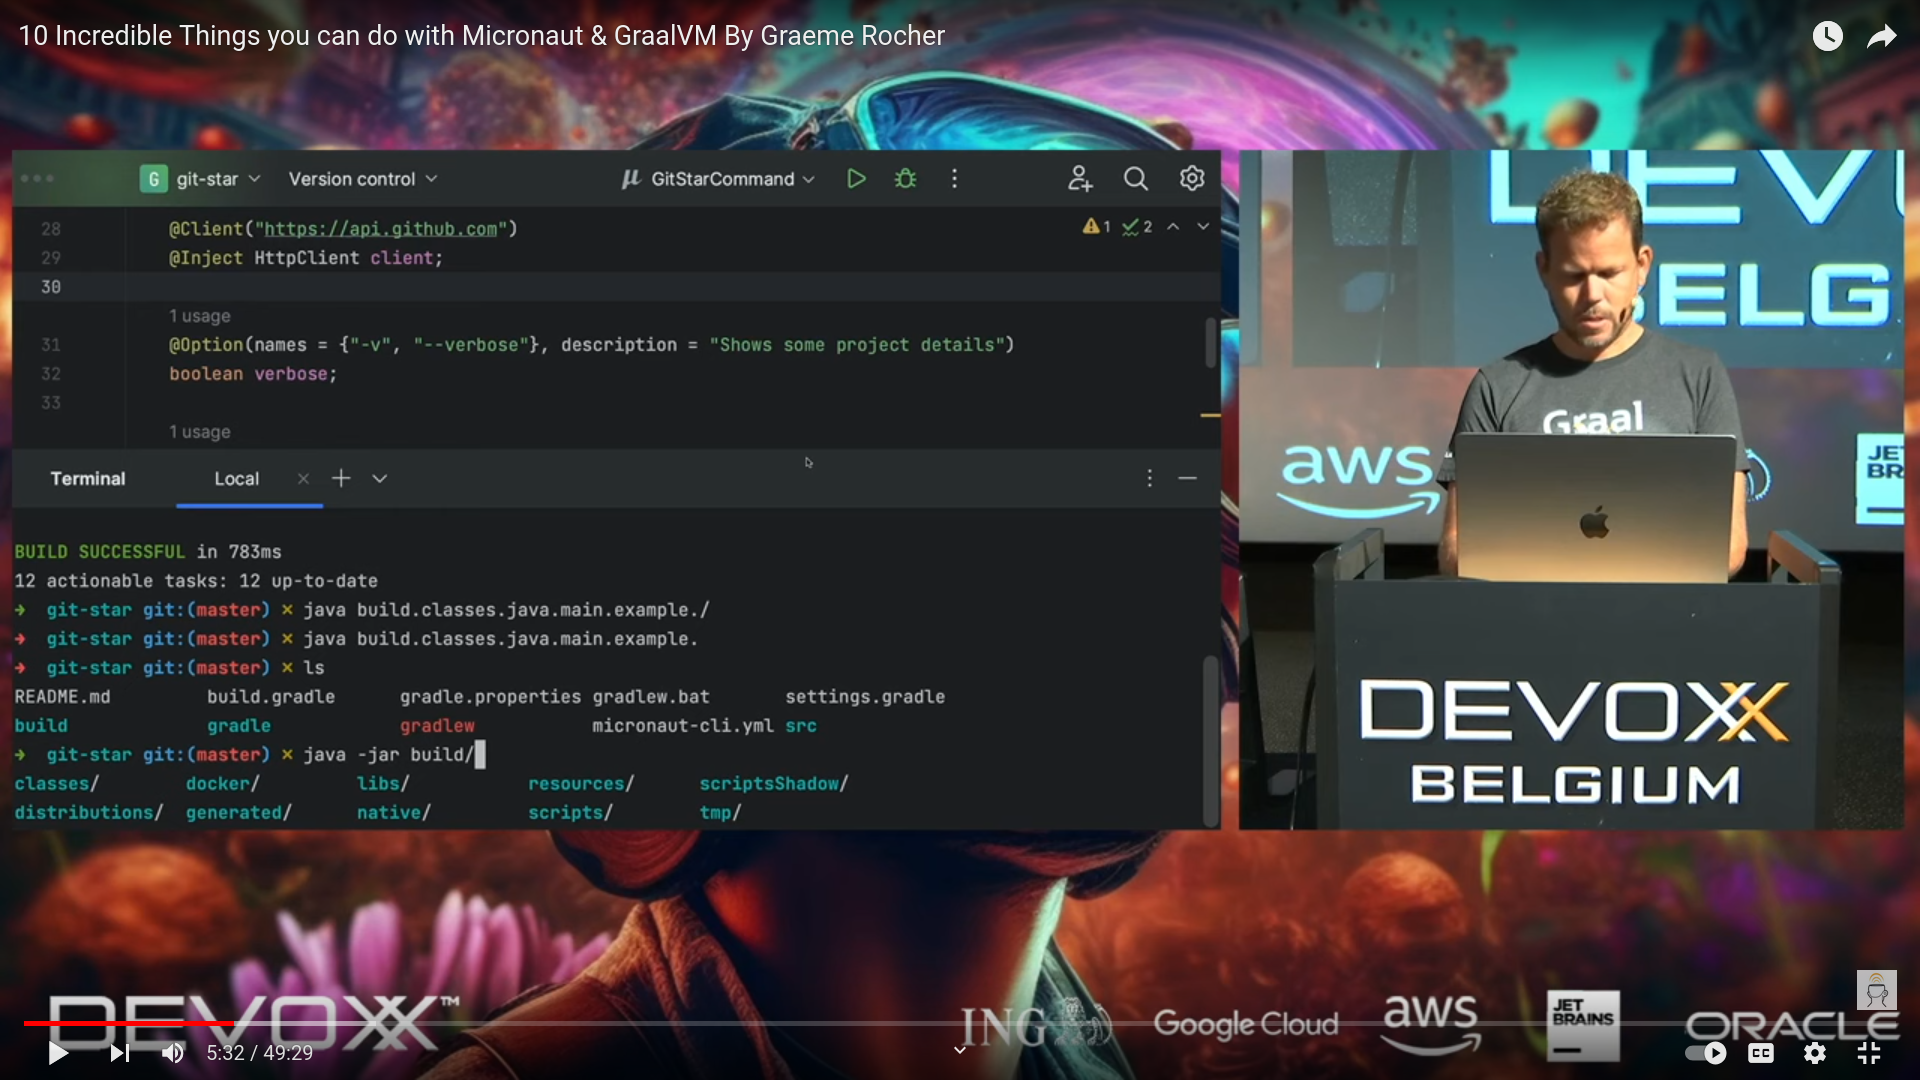 10 Incredible Things you can do with Micronaut & GraalVM By Graeme Rocher
G git-star Version control
µ GitStarCommand
28 @Client("https://api.github.com")
1 2
29 @Inject HttpClient client;
30
1 usage
31 @Option(names = {"-v", "--verbose"}, description = "Shows some project details")
32 boolean verbose;
33
1 usage
Terminal Local × +
BUILD SUCCESSFUL in 783ms
12 actionable tasks: 12 up-to-date
→ git-star git:(master) × java build.classes.java.main.example./
→ git-star git:(master) × java build.classes.java.main.example.
→ git-star git:(master) × ls
README.md build.gradle gradle.properties gradlew.bat settings.gradle
build gradle gradlew micronaut-cli.yml src
→ git-star git:(master) × java -jar build/
classes/ docker/ libs/ resources/ scriptsShadow/
distributions/ generated/ native/ scripts/ tmp/
DEV
BELG
Graal
aws
JE
BR
DEVOXX
BELGIUM
DEVOXX™
ING
Google Cloud
aws
JET
BRAINS
ORACLE
5:32 / 49:29
CC